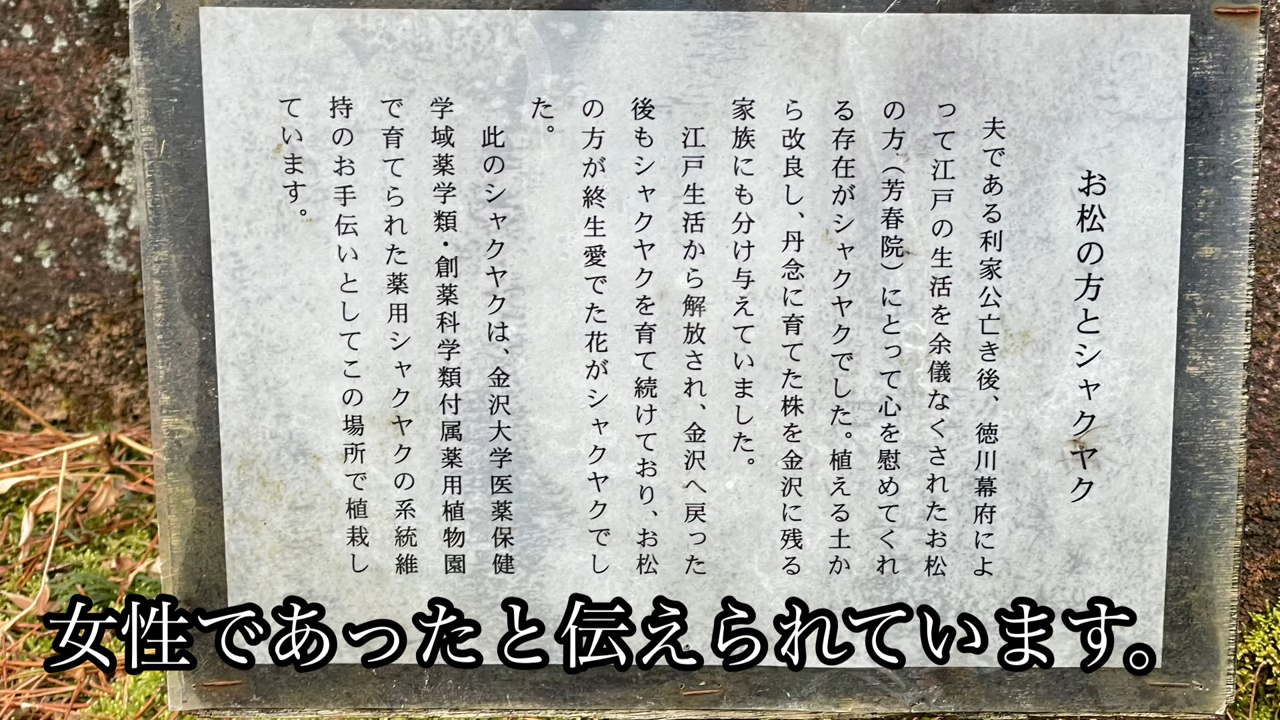 お松の方とシャクヤク
夫である利家公亡き後、徳川幕府によ
って江戸の生活を余儀なくされたお松
の方（芳春院）にとって心を慰めてくれ
る存在がシャクヤクでした。植える土か
ら改良し、丹念に育てた株を金沢に残る
家族にも分け与えていました。
江戸生活から解放され、金沢へ戻った
後もシャクヤクを育て続けており、お松
の方が終生愛でた花がシャクヤクでし
た。
此のシャクヤクは、金沢大学医薬保健
学域薬学類・創薬科学類付属薬用植物園
で育てられた薬用シャクヤクの系統維
持のお手伝いとしてこの場所で植栽し
ています。
女性であったと伝えられています。